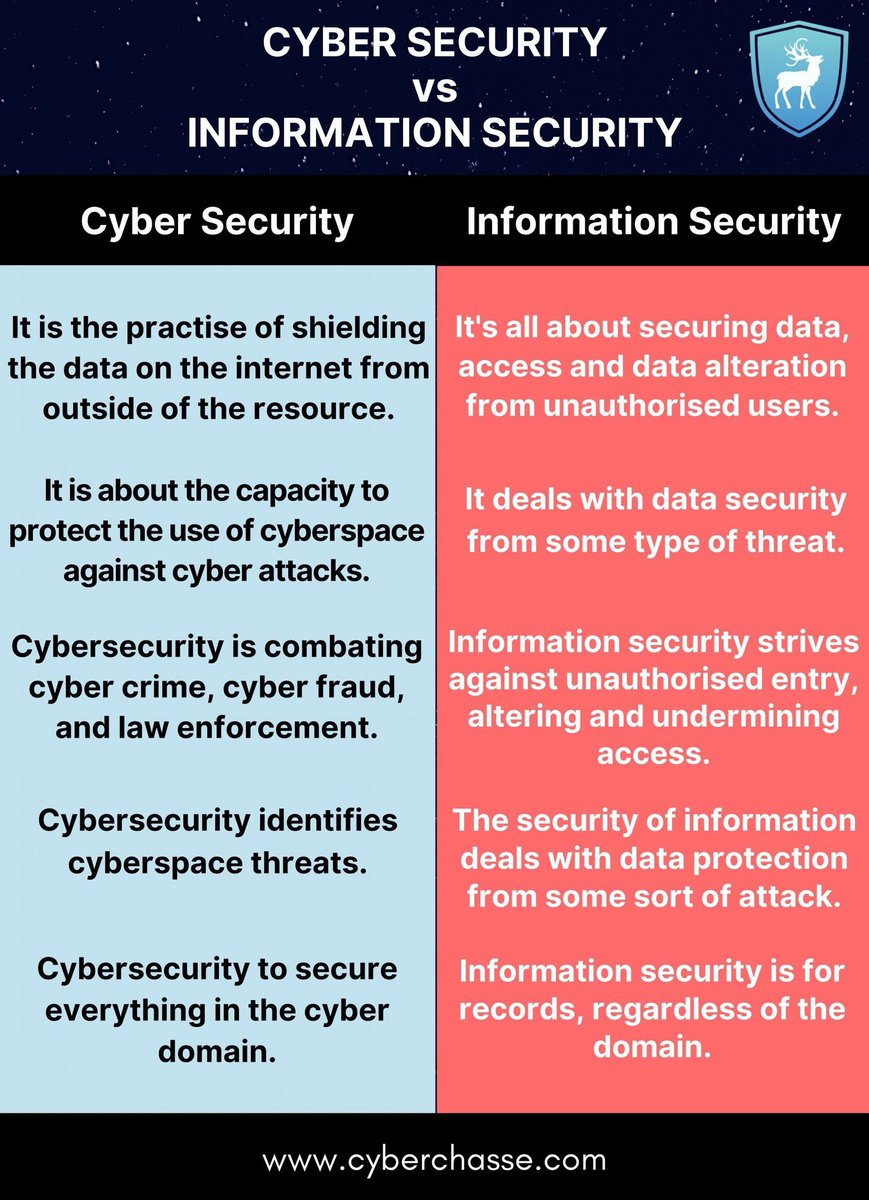 CYBER SECURITY
vs
INFORMATION SECURITY
Cyber Security
Information Security
It is the practise of shielding
the data on the internet from
outside of the resource.
It's all about securing data,
access and data alteration
from unauthorised users.
It is about the capacity to
protect the use of cyberspace
against cyber attacks.
It deals with data security
from some type of threat.
Cybersecurity is combating
cyber crime, cyber fraud,
and law enforcement.
Information security strives
against unauthorised entry,
altering and undermining
access.
Cybersecurity identifies
cyberspace threats.
The security of information
deals with data protection
from some sort of attack.
Cybersecurity to secure
everything in the cyber
domain.
Information security is for
records, regardless of the
domain.
www.cyberchasse.com